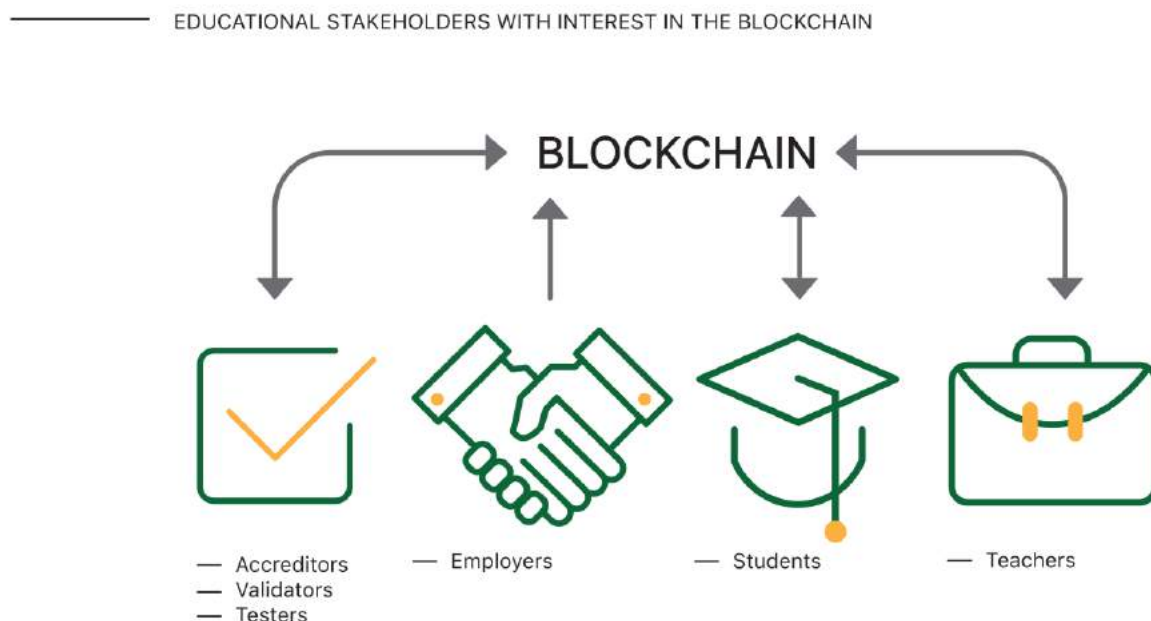 EDUCATIONAL STAKEHOLDERS WITH INTEREST IN THE BLOCKCHAIN
BLOCKCHAIN
— Accreditors
— Validators
— Testers
— Employers
— Students
— Teachers